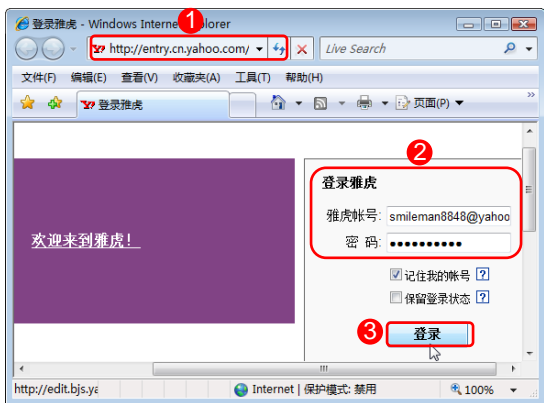 登录雅虎 - Windows Internet Explorer
1
http://entry.cn.yahoo.com/
Live Search
文件(F) 编辑(E) 查看(V) 收藏夹(A) 工具(T) 帮助(H)
登录雅虎
页面(P)
2
登录雅虎
雅虎帐号: smileman8848@yahoo
欢迎来到雅虎！
密 码: ●●●●●●●●●●
记住我的帐号 ?
保留登录状态 ?
3
登录
http://edit.bjs.ya
Internet | 保护模式: 禁用
100%